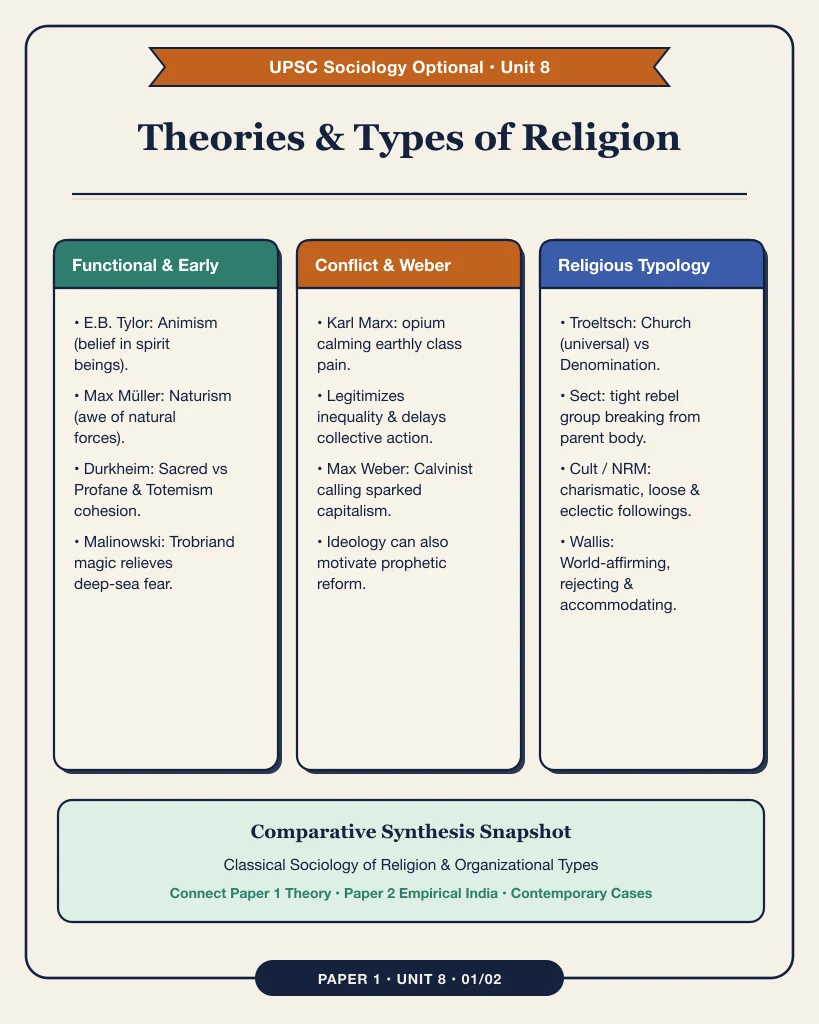 UPSC Sociology Optional • Unit 8
Theories & Types of Religion
Functional & Early
• E.B. Tylor: Animism
(belief in spirit
beings).
• Max Müller: Naturism
(awe of natural
forces).
• Durkheim: Sacred vs
Profane & Totemism
cohesion.
• Malinowski: Trobriand
magic relieves
deep-sea fear.
Conflict & Weber
• Karl Marx: opium
calming earthly class
pain.
• Legitimizes
inequality & delays
collective action.
• Max Weber: Calvinist
calling sparked
capitalism.
• Ideology can also
motivate prophetic
reform.
Religious Typology
• Troeltsch: Church
(universal) vs
Denomination.
• Sect: tight rebel
group breaking from
parent body.
• Cult / NRM:
charismatic, loose &
eclectic followings.
• Wallis:
World-affirming,
rejecting &
accommodating.
Comparative Synthesis Snapshot
Classical Sociology of Religion & Organizational Types
Connect Paper 1 Theory • Paper 2 Empirical India • Contemporary Cases
PAPER 1 • UNIT 8 • 01/02